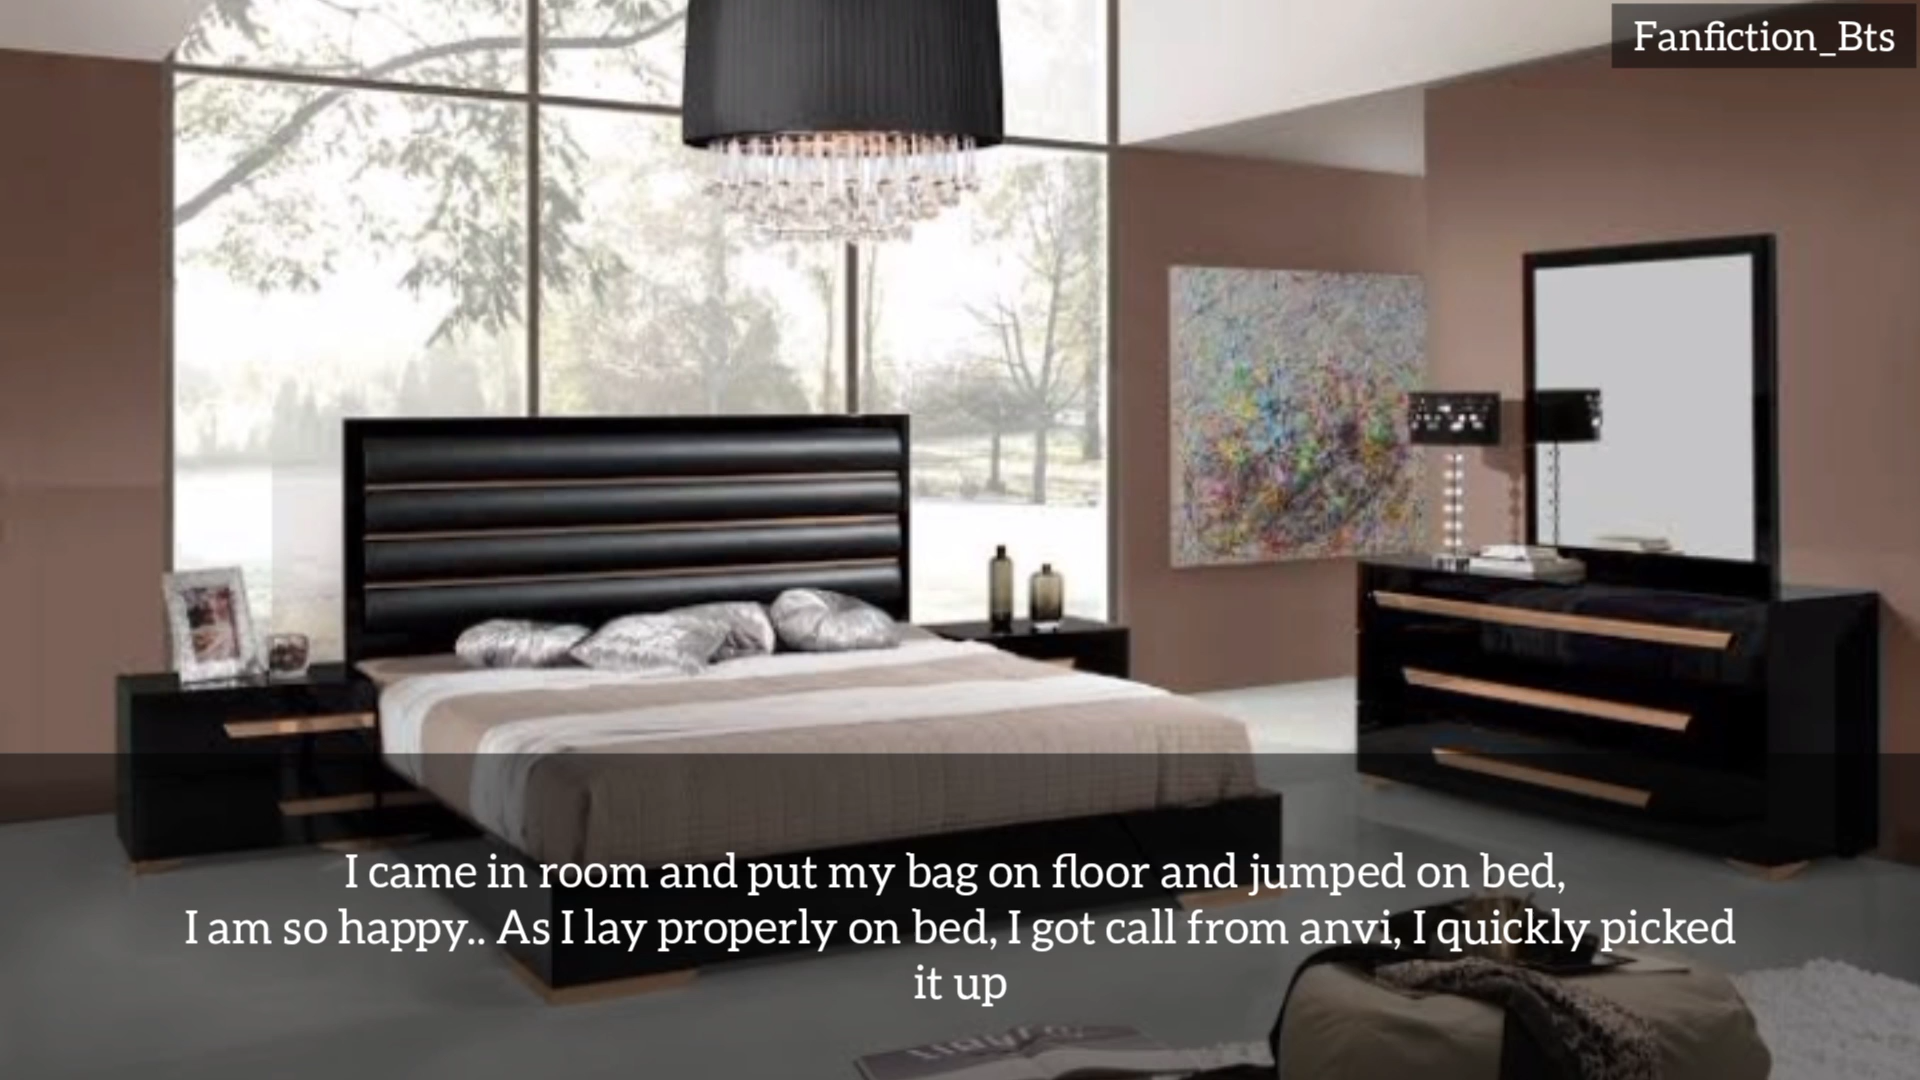 Fanfiction_Bts
I came in room and put my bag on floor and jumped on bed,
I am so happy.. As I lay properly on bed, I got call from anvi, I quickly picked
it up